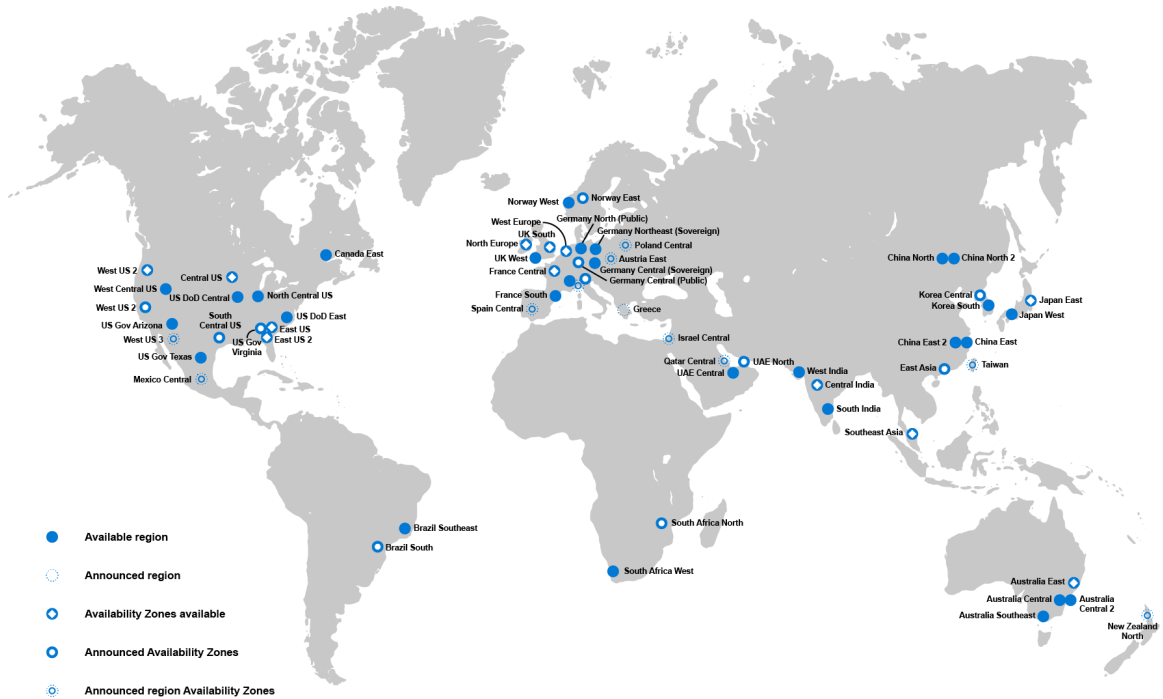 Norway West
Norway East
West Europe
Germany North (Public)
UK South
Germany Northeast (Sovereign)
North Europe
Poland Central
Canada East
UK West
Austria East
China North
China North 2
West US 2
Central US
France Central
Germany Central (Sovereign)
Germany Central (Public)
West Central US
US DoD Central
North Central US
France South
Korea Central
Korea South
Japan East
West US 2
South
Central US
US DoD East
Spain Central
Greece
Japan West
US Gov Arizona
US Gov
Virginia
East US
East US 2
West US 3
Israel Central
China East 2
China East
US Gov Texas
Qatar Central
UAE North
UAE Central
West India
East Asia
Taiwan
Mexico Central
Central India
South India
Southeast Asia
Brazil Southeast
South Africa North
Brazil South
South Africa West
Australia East
Australia Central
Australia
Central 2
Australia Southeast
New Zealand
North
Available region
Announced region
Availability Zones available
Announced Availability Zones
Announced region Availability Zones